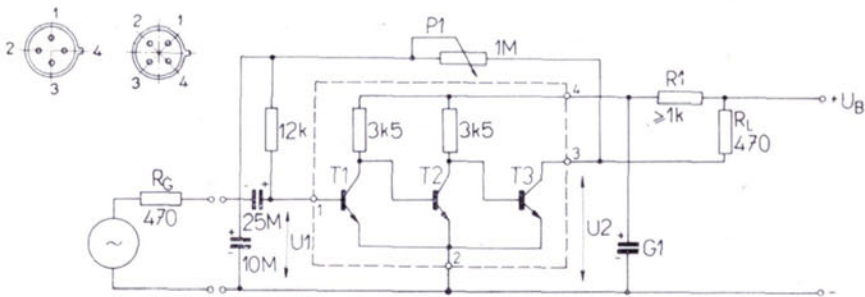 1
2
4
3
2
1
3
4
P1
1M
12k
3k5
3k5
4
R1
≥1k
+ U_B
R_L
470
3
T1
T2
T3
R_G
470
- +
25M
1
+
-
10M
U1
2
U2
+
-
G1
-